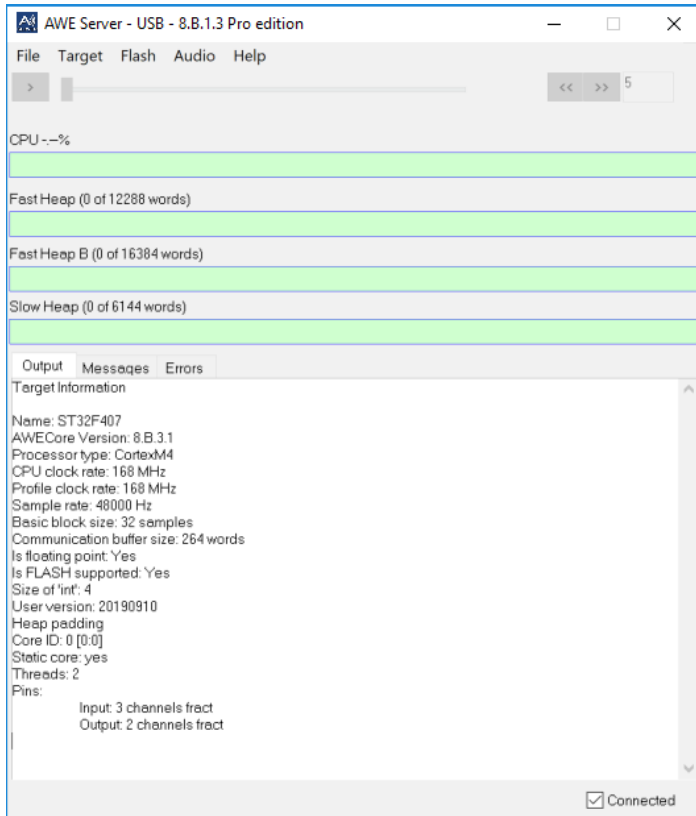 AWE Server - USB - 8.B.1.3 Pro edition
File Target Flash Audio Help
> << >> 5
CPU -.--%
Fast Heap (0 of 12288 words)
Fast Heap B (0 of 16384 words)
Slow Heap (0 of 6144 words)
Output Messages Errors
Target Information
Name: ST32F407
AWECore Version: 8.B.3.1
Processor type: CortexM4
CPU clock rate: 168 MHz
Profile clock rate: 168 MHz
Sample rate: 48000 Hz
Basic block size: 32 samples
Communication buffer size: 264 words
Is floating point: Yes
Is FLASH supported: Yes
Size of 'int': 4
User version: 20190910
Heap padding
Core ID: 0 [0:0]
Static core: yes
Threads: 2
Pins:
Input: 3 channels fract
Output: 2 channels fract
Connected